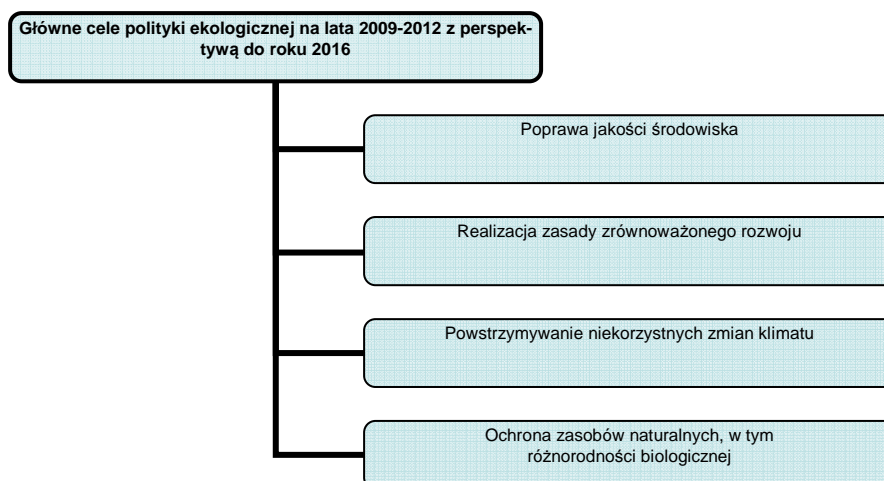 Główne cele polityki ekologicznej na lata 2009-2012 z perspek-
tywą do roku 2016
Poprawa jakości środowiska
Realizacja zasady zrównoważonego rozwoju
Powstrzymywanie niekorzystnych zmian klimatu
Ochrona zasobów naturalnych, w tym
różnorodności biologicznej